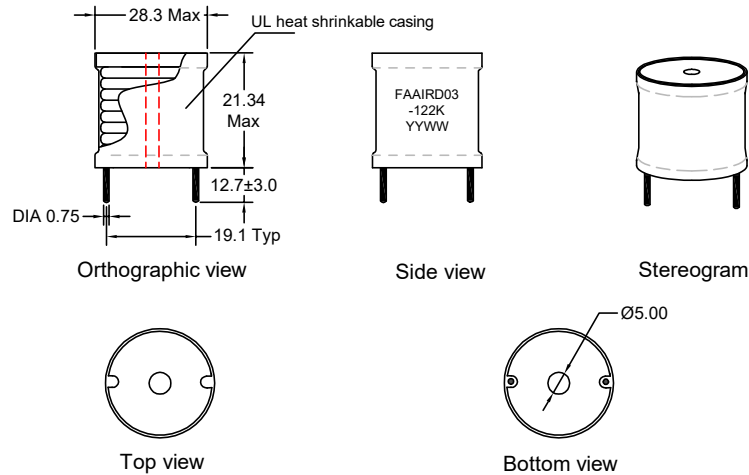 28.3 Max
UL heat shrinkable casing
21.34
Max
12.7±3.0
DIA 0.75
19.1 Typ
Orthographic view
FAAIRD03
-122K
YYWW
Side view
Stereogram
Top view
Ø5.00
Bottom view